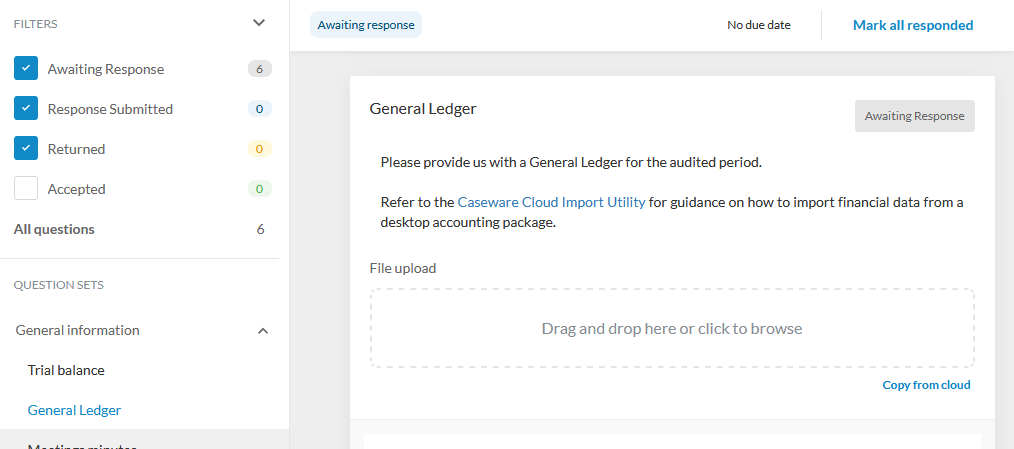 FILTERS
Awaiting Response 6
Response Submitted 0
Returned 0
Accepted 0
All questions 6
QUESTION SETS
General information
Trial balance
General Ledger
Meetings minutes
Awaiting response
No due date
Mark all responded
General Ledger
Awaiting Response
Please provide us with a General Ledger for the audited period.
Refer to the Caseware Cloud Import Utility for guidance on how to import financial data from a
desktop accounting package.
File upload
Drag and drop here or click to browse
Copy from cloud